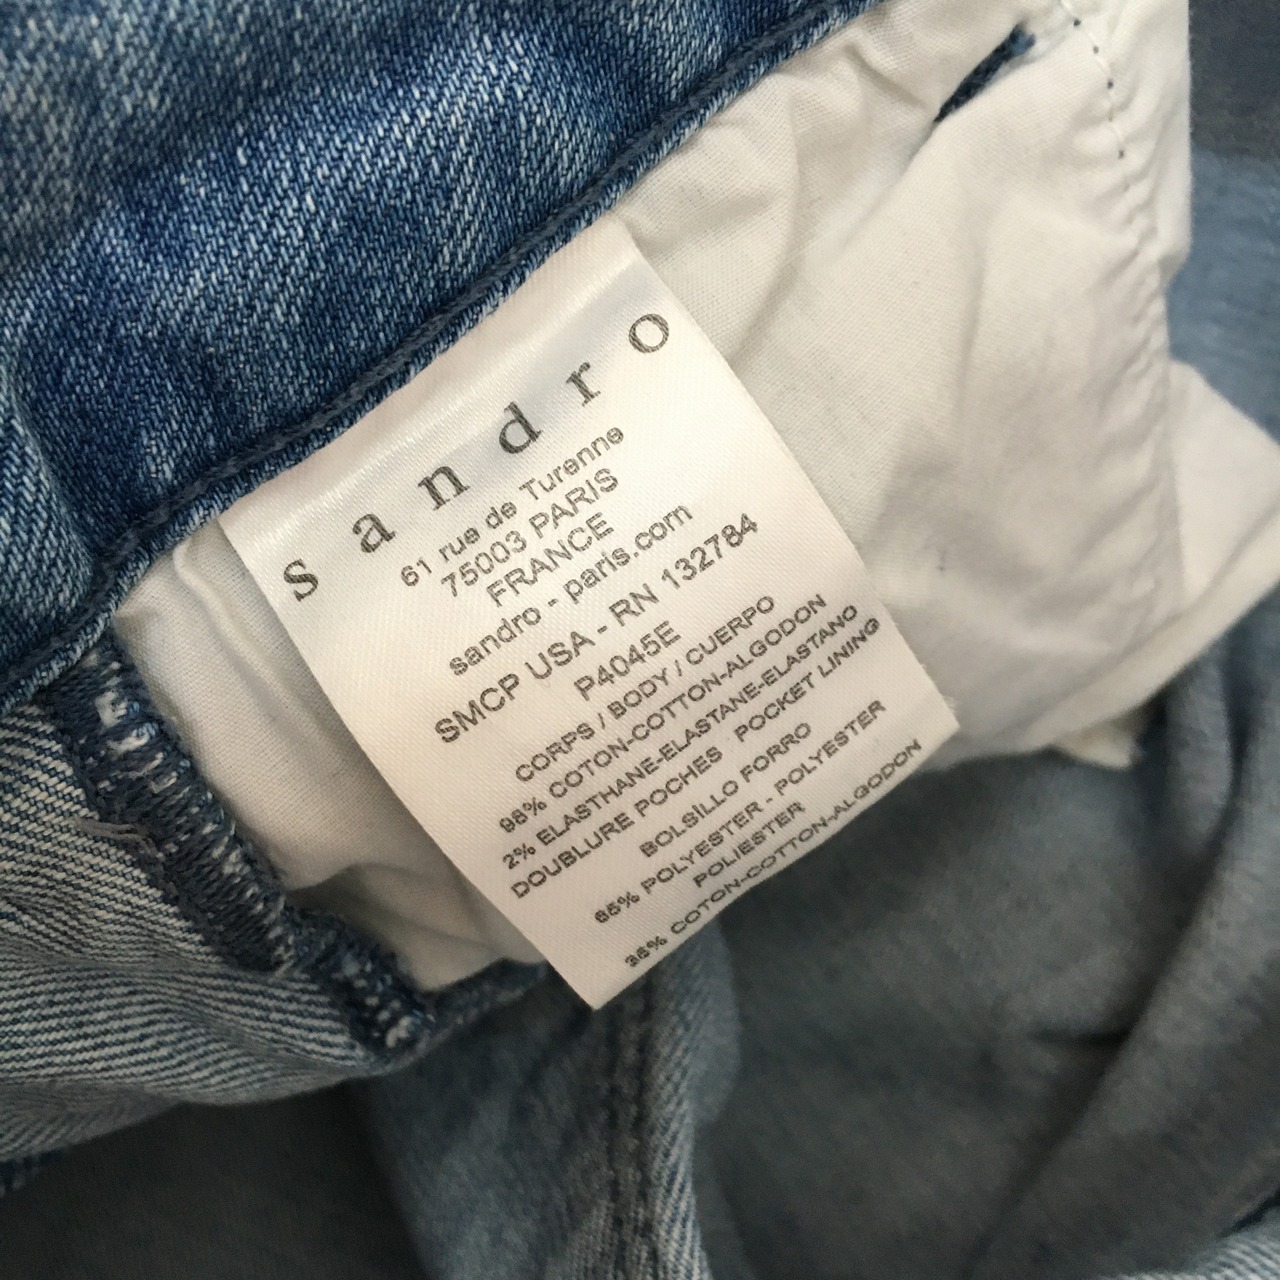 sandro
61 rue de Turenne
75003 PARIS
FRANCE
sandro - paris.com
SMCP USA - RN 132784
P4045E
CORPS / BODY / CUERPO
98% COTON-COTTON-ALGODON
2% ELASTHANE-ELASTANE-ELASTANO
DOUBLURE POCHES POCKET LINING
BOLSILLO FORRO
65% POLYESTER - POLYESTER
POLIESTER
35% COTON-COTTON-ALGODON